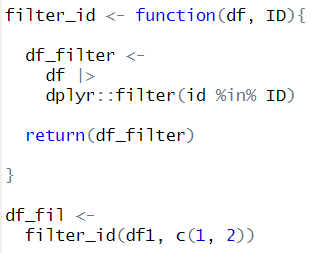 filter_id <- function(df, ID){
df_filter <-
df |>
dplyr::filter(id %in% ID)
return(df_filter)
}
df_fil <-
filter_id(df1, c(1, 2))